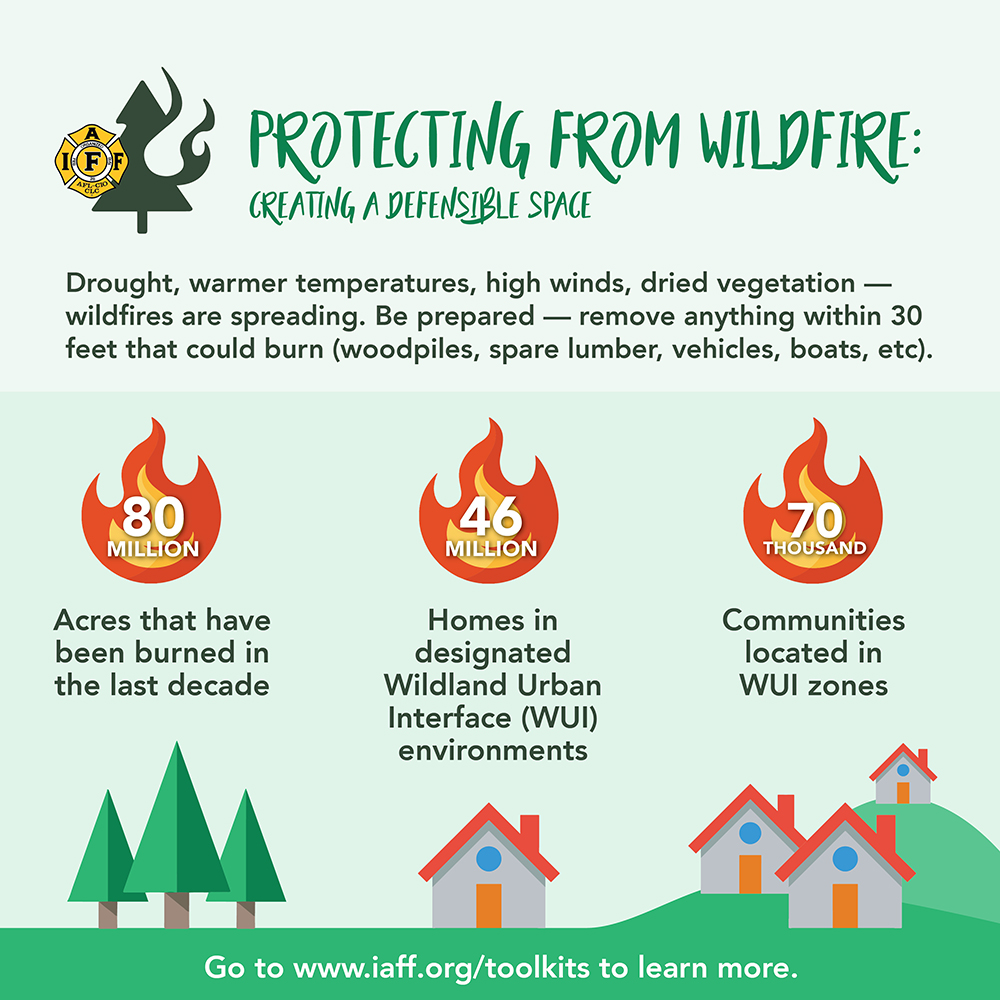 PROTECTING FROM WILDFIRE:
CREATING A DEFENSIBLE SPACE
A
I F F
AFL-CIO
CLC
Drought, warmer temperatures, high winds, dried vegetation —
wildfires are spreading. Be prepared — remove anything within 30
feet that could burn (woodpiles, spare lumber, vehicles, boats, etc).
80
MILLION
Acres that have
been burned in
the last decade
46
MILLION
Homes in
designated
Wildland Urban
Interface (WUI)
environments
70
THOUSAND
Communities
located in
WUI zones
Go to www.iaff.org/toolkits to learn more.